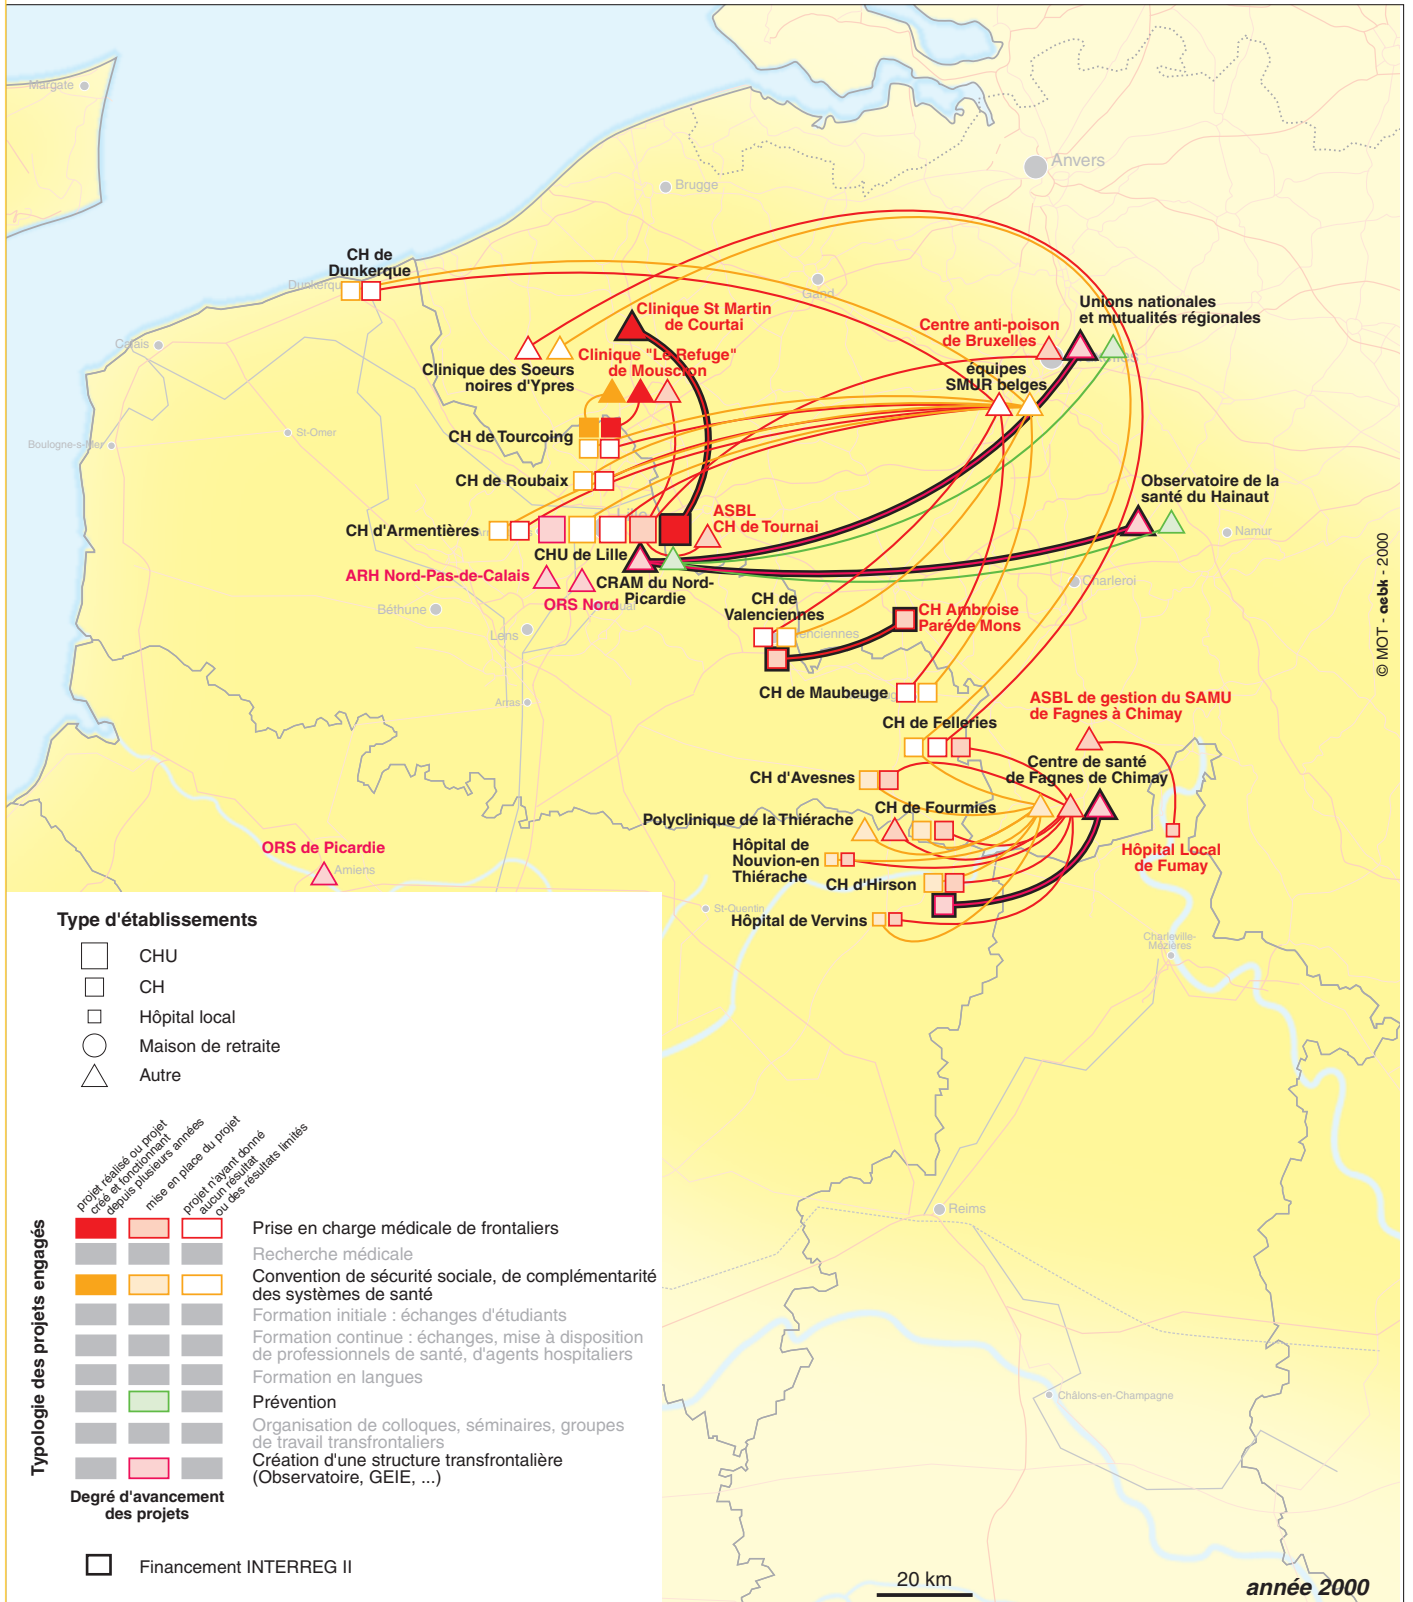 Margate
Anvers
Brugge
CH de
Dunkerque
Dunkerqu
Gand
Calais
Clinique St Martin
de Courtai
Unions nationales
et mutualités régionales
Centre anti-poison
de Bruxelles
Clinique des Soeurs
noires d'Ypres
Clinique "Le Refuge"
de Mouscron
équipes
SMUR belges
St-Omer
Boulogne-s-Mer
CH de Tourcoing
CH de Roubaix
Observatoire de la
santé du Hainaut
Namur
CH d'Armentières
Lille
ASBL
CH de Tournai
CHU de Lille
ARH Nord-Pas-de-Calais
ORS Nord
CRAM du Nord-
Picardie
Charleroi
Béthune
Lens
CH de
Valenciennes
enciennes
CH Ambroise
Paré de Mons
© MOT - aebk - 2000
Arras
CH de Maubeuge
ASBL de gestion du SAMU
de Fagnes à Chimay
CH de Felleries
Centre de santé
de Fagnes de Chimay
CH d'Avesnes
CH de Fourmies
Polyclinique de la Thiérache
Hôpital de
Nouvion-en
Thiérache
Hôpital Local
de Fumay
ORS de Picardie
Amiens
CH d'Hirson
St-Quentin
Hôpital de Vervins
Charleville-
Mézières
Reims
Châlons-en-Champagne
Type d'établissements
CHU
CH
Hôpital local
Maison de retraite
Autre
projet réalisé ou projet
créé et fonctionnant
depuis plusieurs années
mise en place du projet
projet n'ayant donné
aucun résultat
ou des résultats limités
Typologie des projets engagés
Prise en charge médicale de frontaliers
Recherche médicale
Convention de sécurité sociale, de complémentarité
des systèmes de santé
Formation initiale : échanges d'étudiants
Formation continue : échanges, mise à disposition
de professionnels de santé, d'agents hospitaliers
Formation en langues
Prévention
Organisation de colloques, séminaires, groupes
de travail transfrontaliers
Création d'une structure transfrontalière
(Observatoire, GEIE, ...)
Degré d'avancement
des projets
Financement INTERREG II
20 km
année 2000